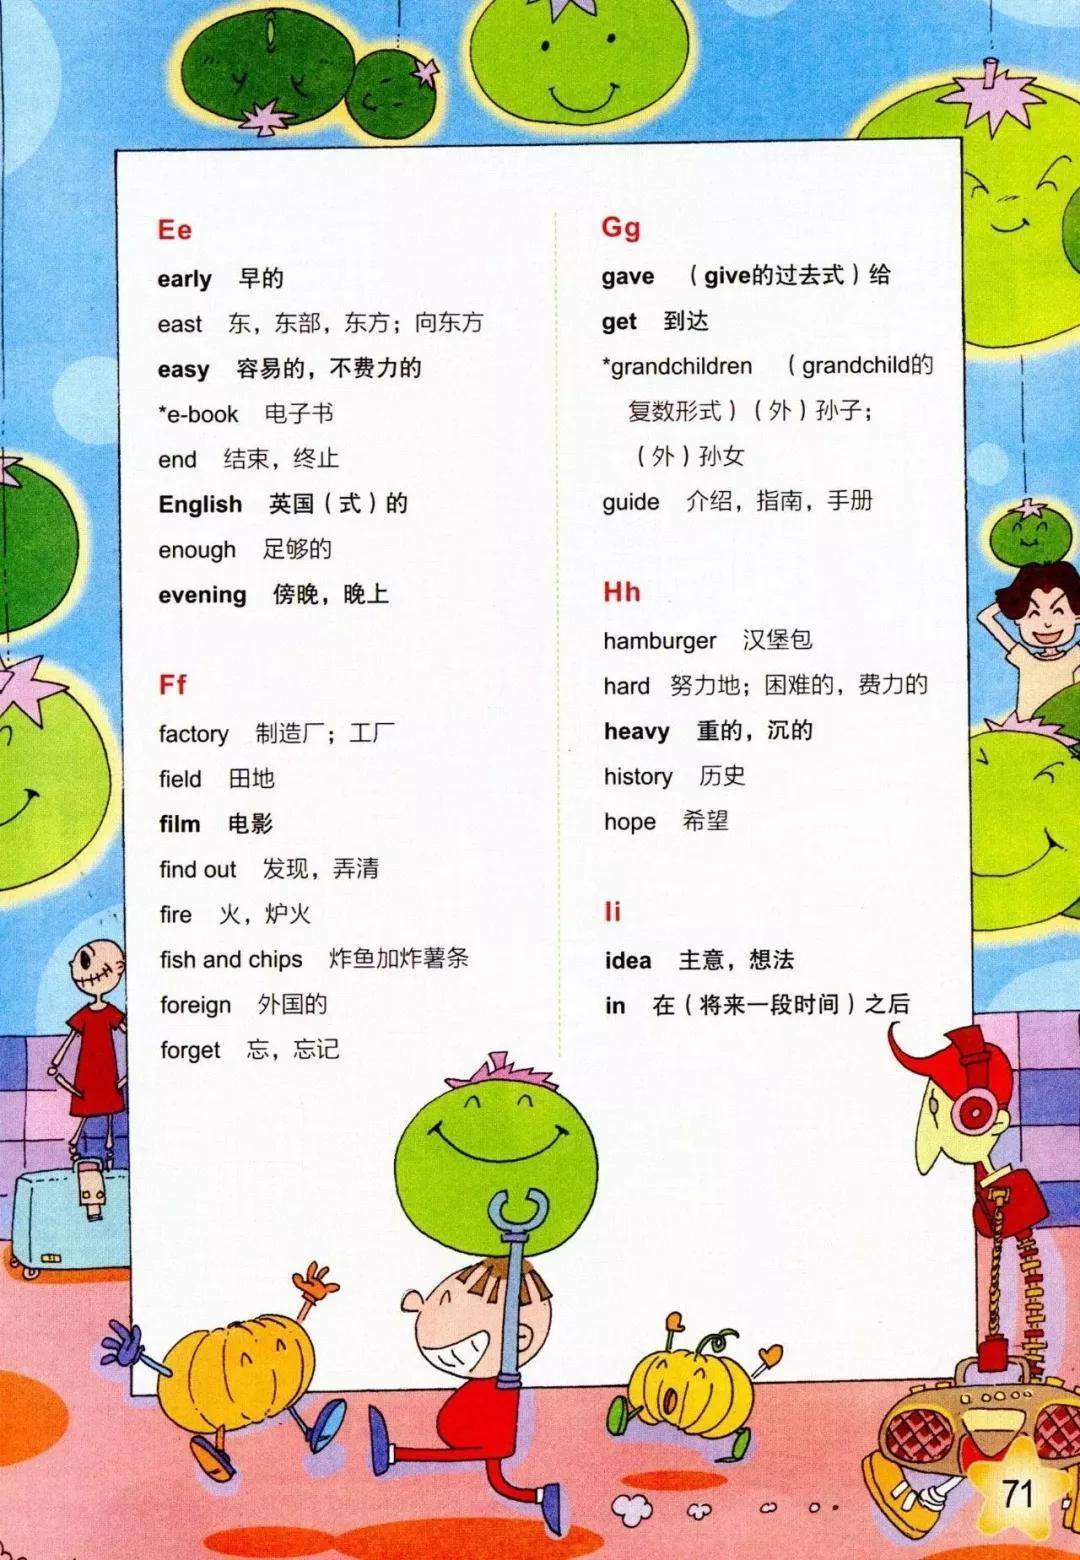 Ee
early 早的
east 东，东部，东方；向东方
easy 容易的，不费力的
*e-book 电子书
end 结束，终止
English 英国（式）的
enough 足够的
evening 傍晚，晚上
Ff
factory 制造厂；工厂
field 田地
film 电影
find out 发现，弄清
fire 火，炉火
fish and chips 炸鱼加炸薯条
foreign 外国的
forget 忘，忘记
Gg
gave （give的过去式）给
get 到达
*grandchildren （grandchild的
复数形式）（外）孙子；
（外）孙女
guide 介绍，指南，手册
Hh
hamburger 汉堡包
hard 努力地；困难的，费力的
heavy 重的，沉的
history 历史
hope 希望
Ii
idea 主意，想法
in 在（将来一段时间）之后
71